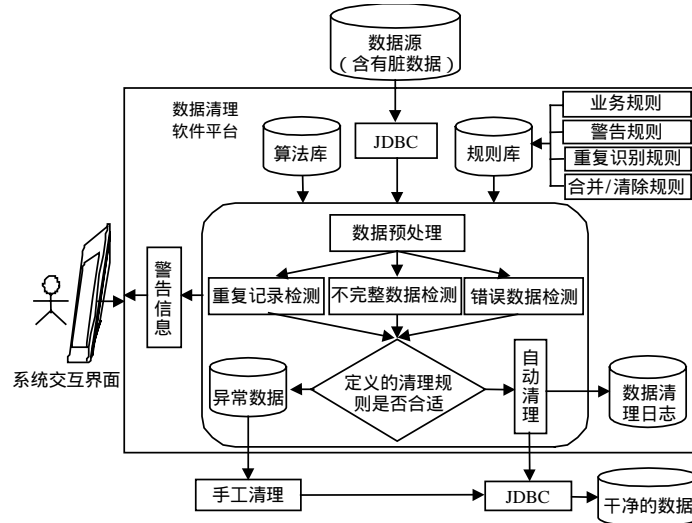 数据源
（含有脏数据）
数据清理
软件平台
算法库
JDBC
规则库
业务规则
警告规则
重复识别规则
合并/清除规则
数据预处理
警告信息
重复记录检测
不完整数据检测
错误数据检测
系统交互界面
异常数据
定义的清理规
则是否合适
自动清理
数据清
理日志
手工清理
JDBC
干净的数据